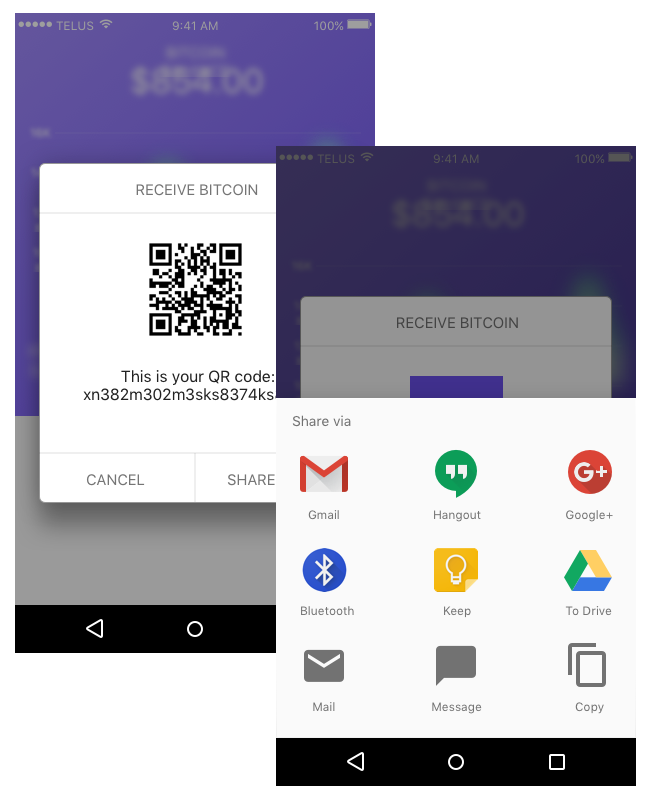 TELUS 9:41 AM 100%
BITCOIN
$854.00
RECEIVE BITCOIN
This is your QR code:
xn382m302m3sks8374ks
CANCEL SHARE
TELUS 9:41 AM 100%
BITCOIN
$854.00
RECEIVE BITCOIN
Share via
Gmail Hangout Google+
Bluetooth Keep To Drive
Mail Message Copy